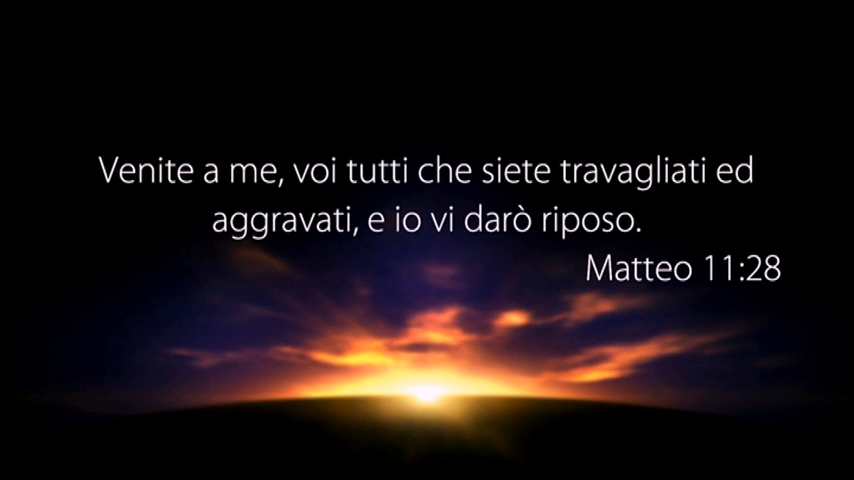 Venite a me, voi tutti che siete travagliati ed
aggravati, e io vi darò riposo.
Matteo 11:28